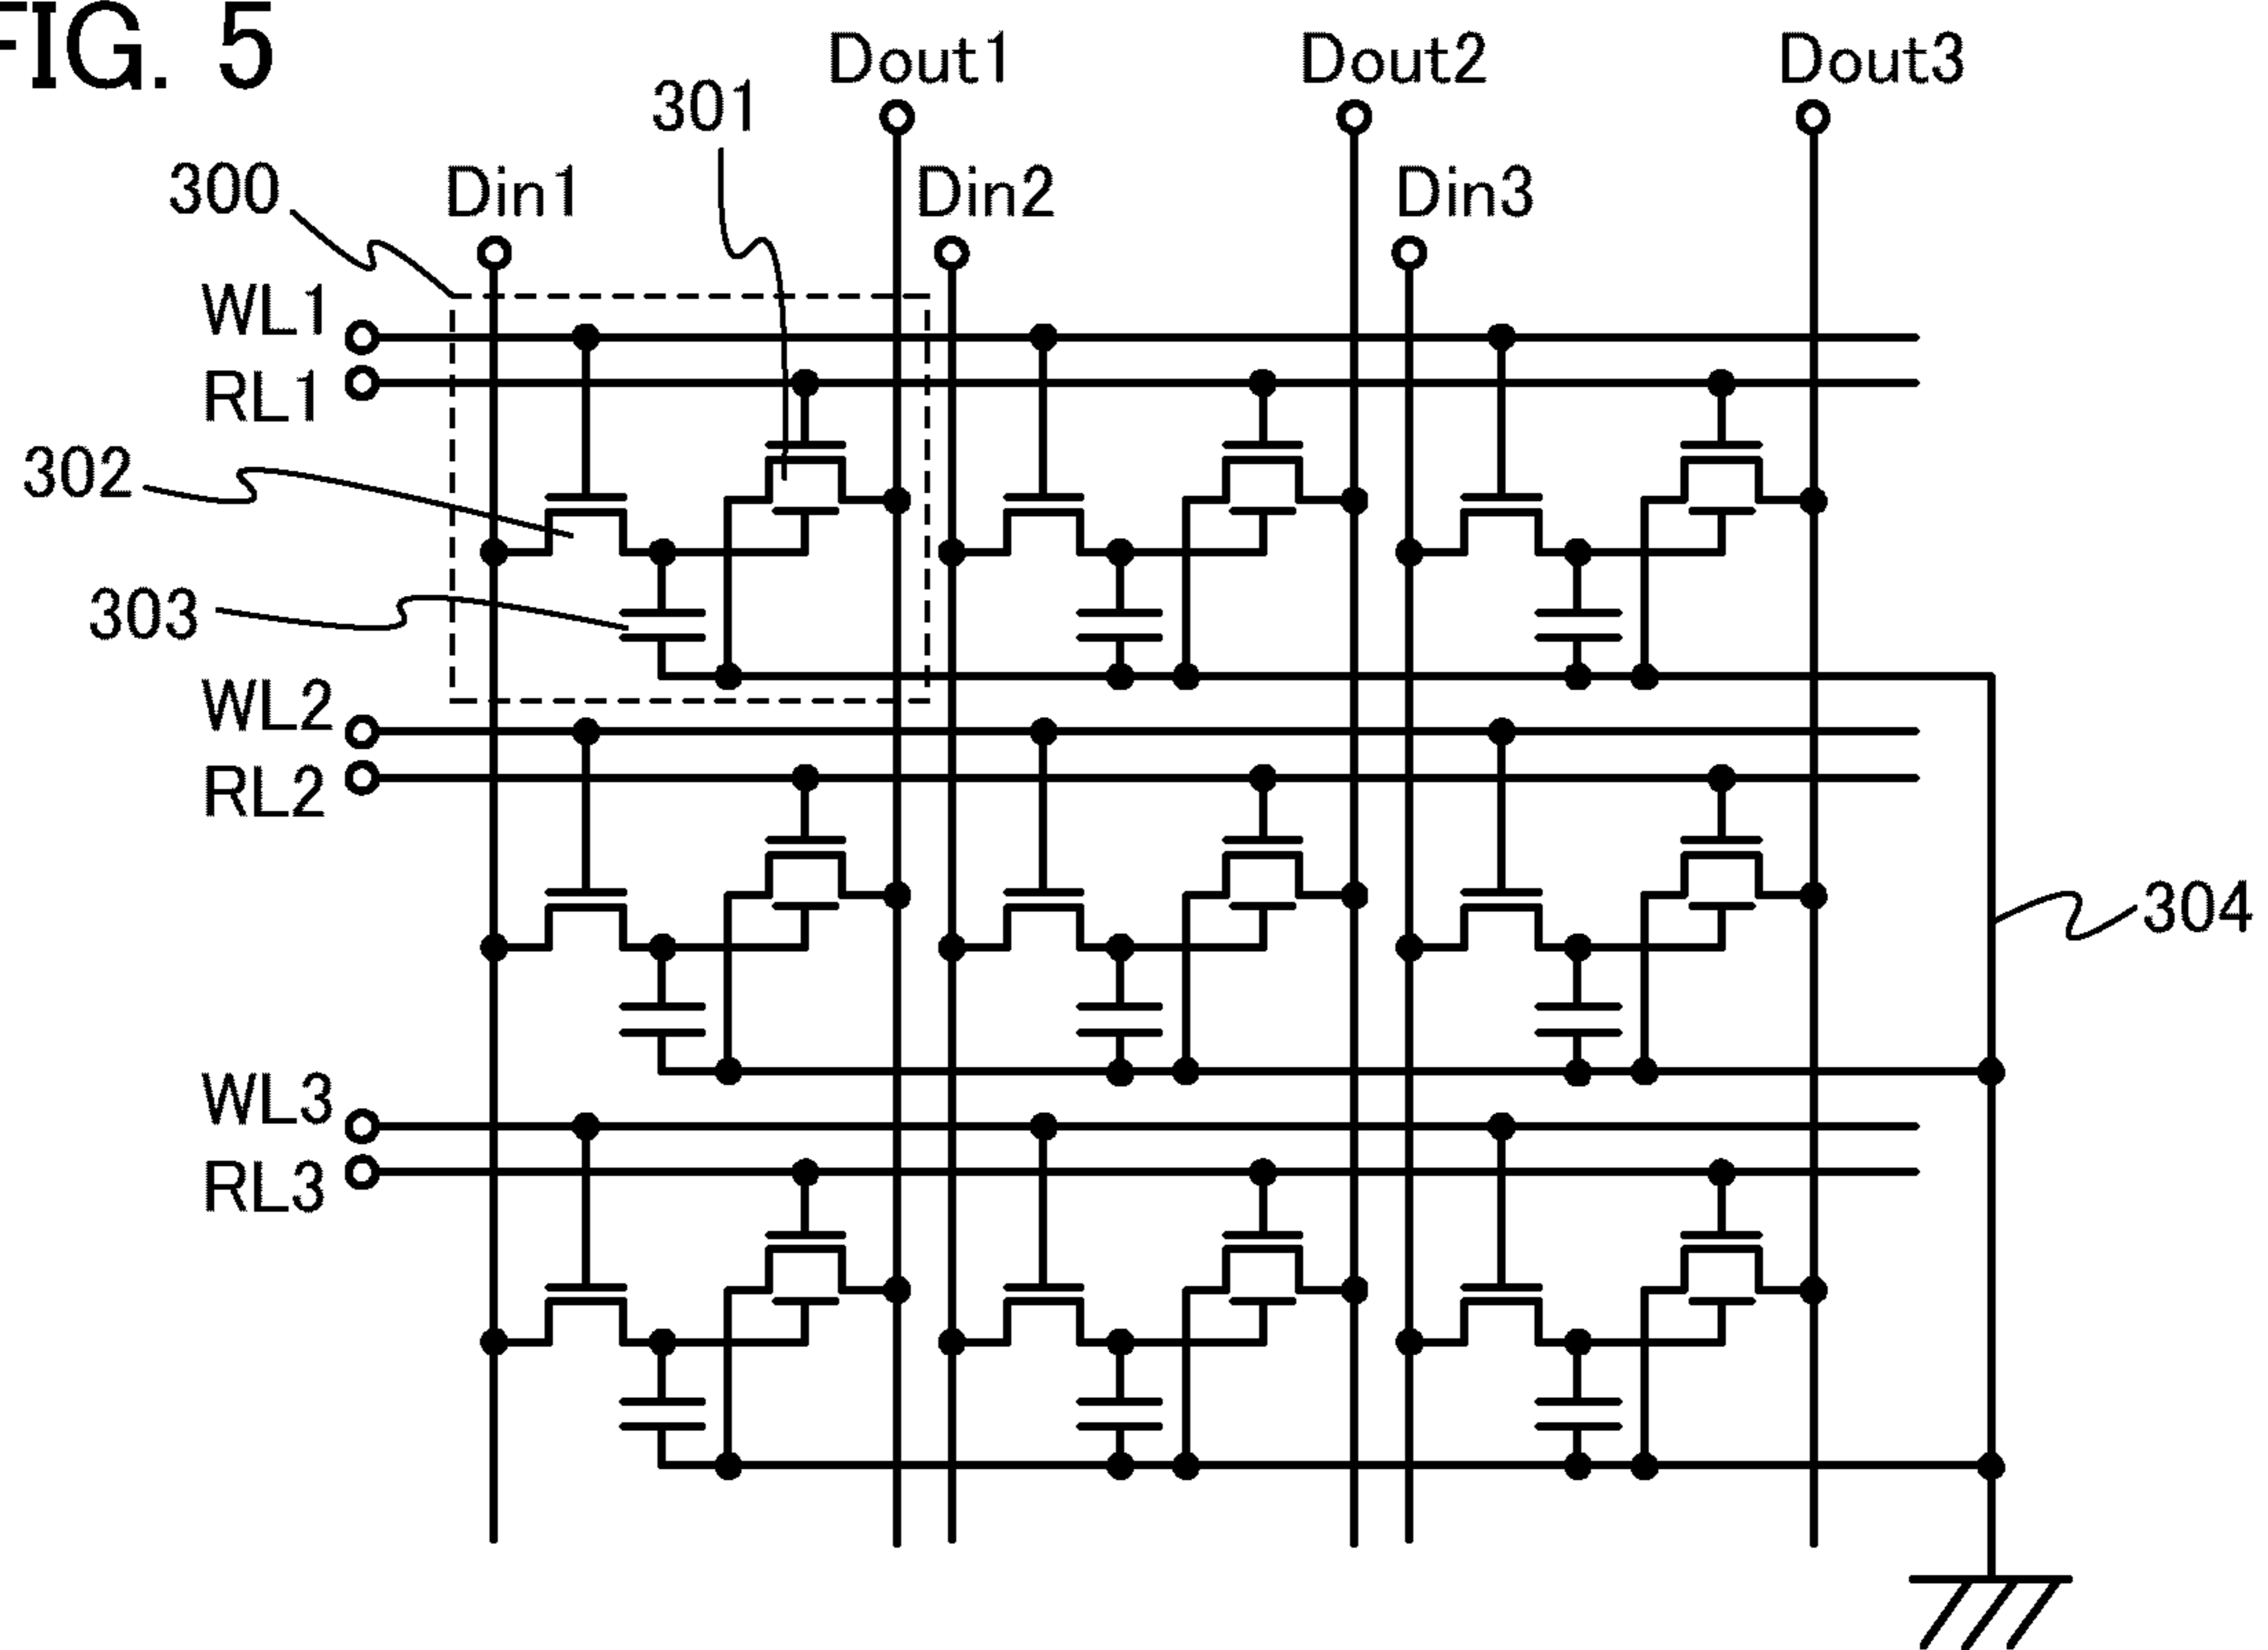 FIG. 5
Dout1 Dout2 Dout3
301
300 Din1 Din2 Din3
WL1
RL1
302
303
WL2
RL2
304
WL3
RL3